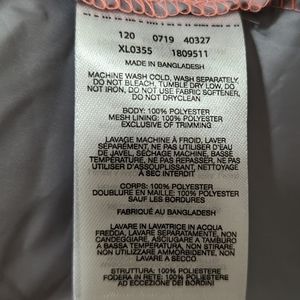 120 0719 40327
XL0355 1809511
MADE IN BANGLADESH
MACHINE WASH COLD, WASH SEPARATELY,
DO NOT BLEACH, TUMBLE DRY LOW, DO
NOT IRON, DO NOT USE FABRIC SOFTENER,
DO NOT DRYCLEAN
BODY: 100% POLYESTER
MESH LINING: 100% POLYESTER
EXCLUSIVE OF TRIMMING
LAVAGE MACHINE À FROID, LAVER
SÉPARÉMENT, NE PAS UTILISER D'EAU
DE JAVEL, SÉCHAGE MACHINE, BASSE
TEMPÉRATURE, NE PAS REPASSER, NE PAS
UTILISER D'ASSOUPLISSANT, NETTOYAGE
À SEC INTERDIT
CORPS: 100% POLYESTER
DOUBLURE EN MAILLE: 100% POLYESTER
SAUF LES BORDURES
FABRIQUÉ AU BANGLADESH
LAVARE IN LAVATRICE IN ACQUA
FREDDA, LAVARE SEPARATAMENTE, NON
CANDEGGIARE, ASCIUGARE A TAMBURO
A BASSA TEMPERATURA, NON STIRARE,
NON UTILIZZARE AMMORBIDENTE, NON
LAVARE A SECCO
STRUTTURA: 100% POLIESTERE
FODERA IN RETE: 100% POLIESTERE
AD ECCEZIONE DEI BORDINI